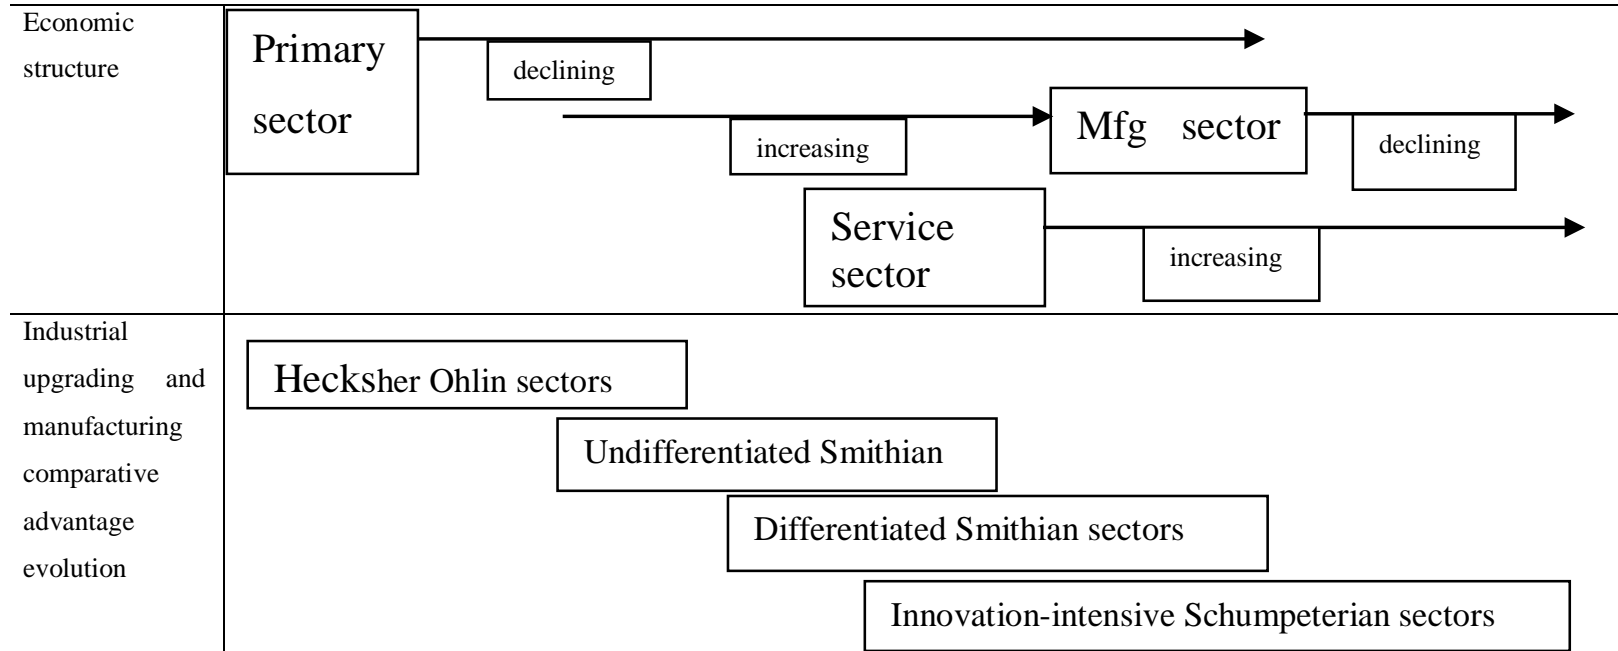 Economic
structure
Primary
sector
declining
increasing
Mfg sector
declining
Service
sector
increasing
Industrial
upgrading and
manufacturing
comparative
advantage
evolution
Hecksher Ohlin sectors
Undifferentiated Smithian
Differentiated Smithian sectors
Innovation-intensive Schumpeterian sectors